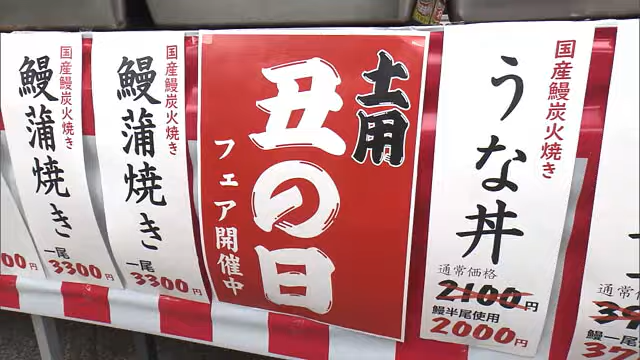 国産鰻炭火焼き
鰻蒲焼き
一尾
3300円
国産鰻炭火焼き
鰻蒲焼き
一尾
3300円
土用
丑の日
フェア開催中
国産鰻炭火焼き
うな丼
通常価格
2100円
鰻半尾使用
2000円
00円
通常
鰻一